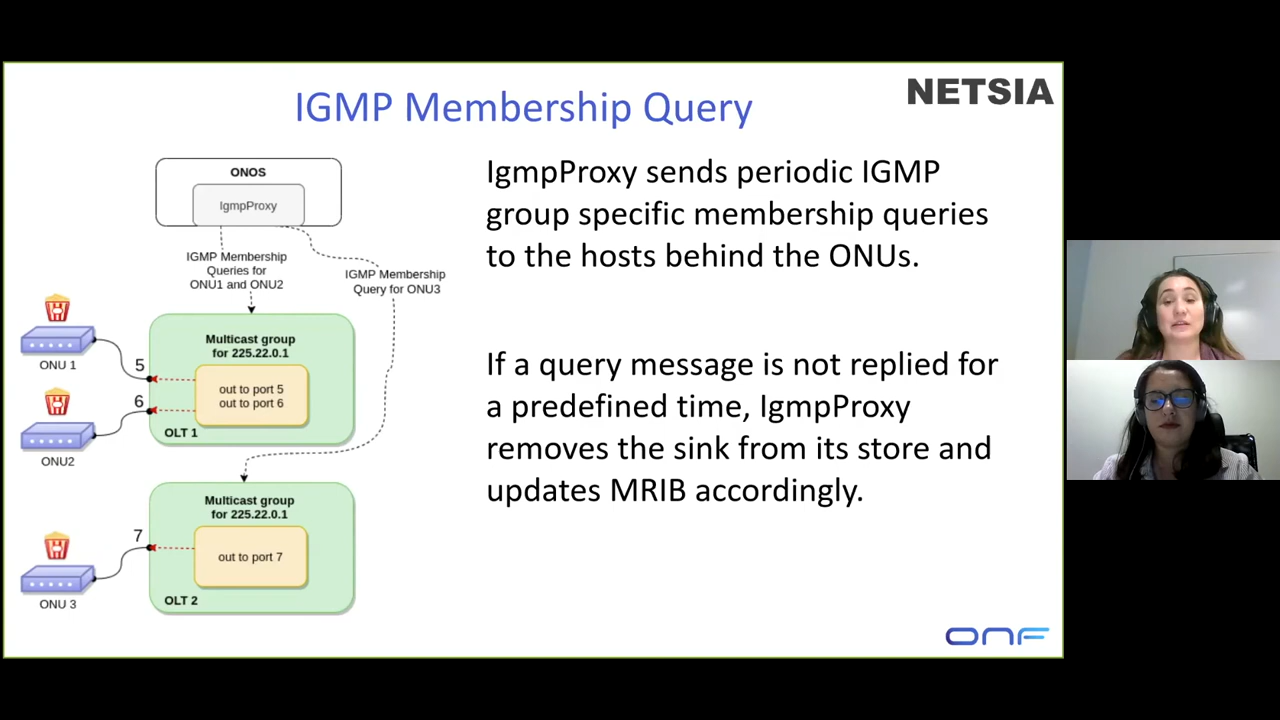 IGMP Membership Query
NETSIA
ONOS
IgmpProxy
IGMP Membership
Queries for
ONU1 and ONU2
IGMP Membership
Query for ONU3
ONU 1
5
6
ONU2
Multicast group
for 225.22.0.1
out to port 5
out to port 6
OLT 1
7
ONU 3
Multicast group
for 225.22.0.1
out to port 7
OLT 2
IgmpProxy sends periodic IGMP
group specific membership queries
to the hosts behind the ONUs.
If a query message is not replied for
a predefined time, IgmpProxy
removes the sink from its store and
updates MRIB accordingly.
ONF